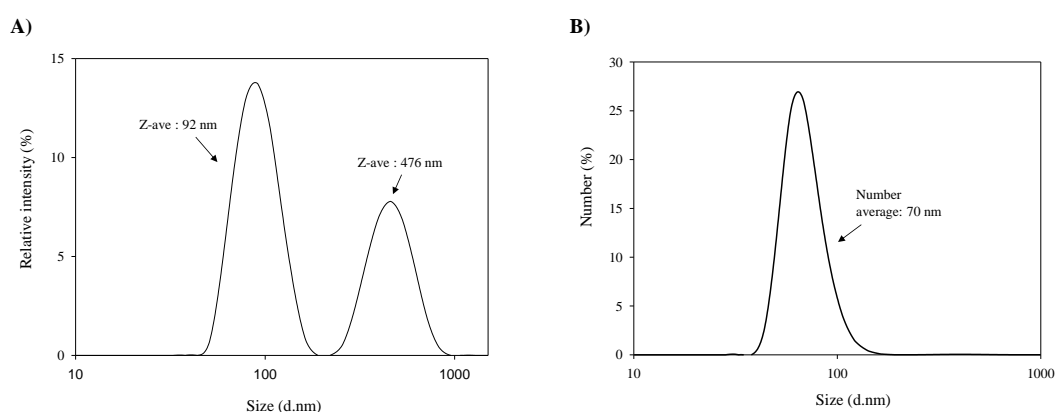 A)
15
10
5
0
Relative intensity (%)
Z-ave : 92 nm
Z-ave : 476 nm
10
100
1000
Size (d.nm)
B)
30
25
20
15
10
5
0
Number (%)
Number
average: 70 nm
10
100
1000
Size (d.nm)